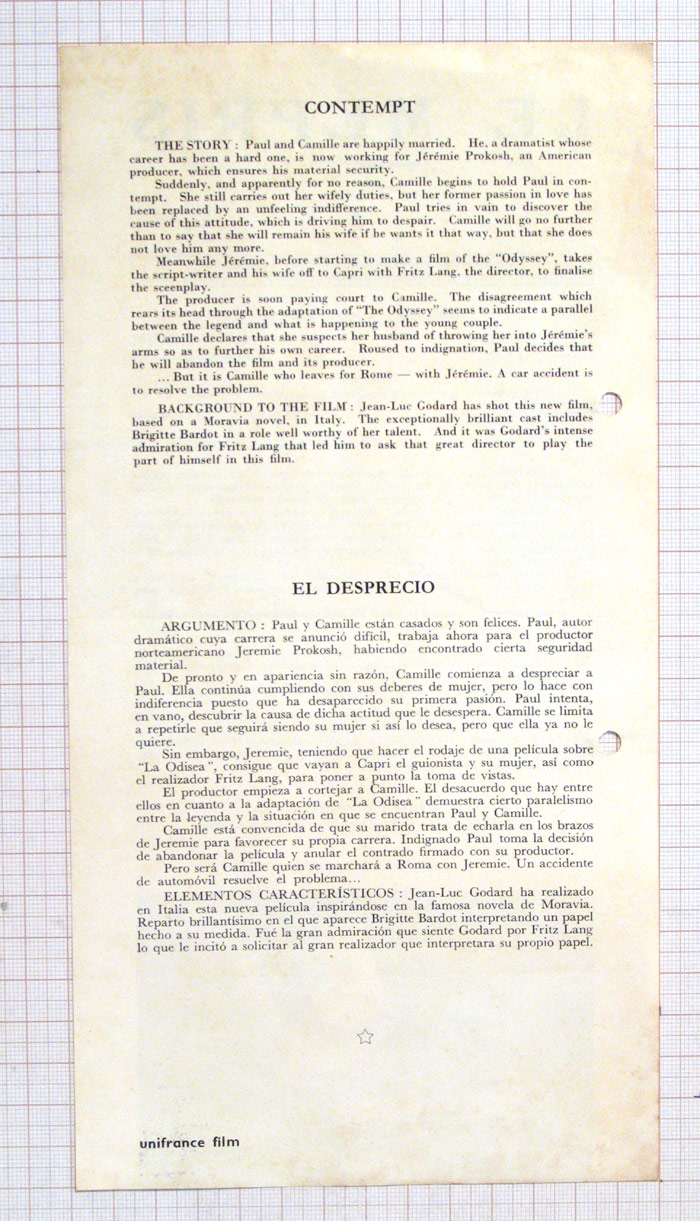 CONTEMPT
THE STORY : Paul and Camille are happily married. He, a dramatist whose
career has been a hard one, is now working for Jérémie Prokosh, an American
producer, which ensures his material security.
Suddenly, and apparently for no reason, Camille begins to hold Paul in con-
tempt. She still carries out her wifely duties, but her former passion in love has
been replaced by an unfeeling indifference. Paul tries in vain to discover the
cause of this attitude, which is driving him to despair. Camille will go no further
than to say that she will remain his wife if he wants it that way, but that she does
not love him any more.
Meanwhile Jérémie, before starting to make a film of the “Odyssey”, takes
the script-writer and his wife off to Capri with Fritz Lang, the director, to finalise
the sceenplay.
The producer is soon paying court to Camille. The disagreement which
rears its head through the adaptation of “The Odyssey” seems to indicate a parallel
between the legend and what is happening to the young couple.
Camille declares that she suspects her husband of throwing her into Jérémie’s
arms so as to further his own career. Roused to indignation, Paul decides that
he will abandon the film and its producer.
... But it is Camille who leaves for Rome — with Jérémie. A car accident is
to resolve the problem.
BACKGROUND TO THE FILM : Jean-Luc Godard has shot this new film,
based on a Moravia novel, in Italy. The exceptionally brilliant cast includes
Brigitte Bardot in a role well worthy of her talent. And it was Godard’s intense
admiration for Fritz Lang that led him to ask that great director to play the
part of himself in this film.
EL DESPRECIO
ARGUMENTO : Paul y Camille están casados y son felices. Paul, autor
dramático cuya carrera se anunció difícil, trabaja ahora para el productor
norteamericano Jeremie Prokosh, habiendo encontrado cierta seguridad
material.
De pronto y en apariencia sin razón, Camille comienza a despreciar a
Paul. Ella continúa cumpliendo con sus deberes de mujer, pero lo hace con
indiferencia puesto que ha desaparecido su primera pasión. Paul intenta,
en vano, descubrir la causa de dicha actitud que le desespera. Camille se limita
a repetirle que seguirá siendo su mujer si así lo desea, pero que ella ya no le
quiere.
Sin embargo, Jeremie, teniendo que hacer el rodaje de una película sobre
“La Odisea”, consigue que vayan a Capri el guionista y su mujer, así como
el realizador Fritz Lang, para poner a punto la toma de vistas.
El productor empieza a cortejar a Camille. El desacuerdo que hay entre
ellos en cuanto a la adaptación de “La Odisea” demuestra cierto paralelismo
entre la leyenda y la situación en que se encuentran Paul y Camille.
Camille está convencida de que su marido trata de echarla en los brazos
de Jeremie para favorecer su propia carrera. Indignado Paul toma la decisión
de abandonar la película y anular el contrado firmado con su productor.
Pero será Camille quien se marchará a Roma con Jeremie. Un accidente
de automóvil resuelve el problema...
ELEMENTOS CARACTERÍSTICOS : Jean-Luc Godard ha realizado
en Italia esta nueva película inspirándose en la famosa novela de Moravia.
Reparto brillantísimo en el que aparece Brigitte Bardot interpretando un papel
hecho a su medida. Fué la gran admiración que siente Godard por Fritz Lang
lo que le incitó a solicitar al gran realizador que interpretara su propio papel.
unifrance film